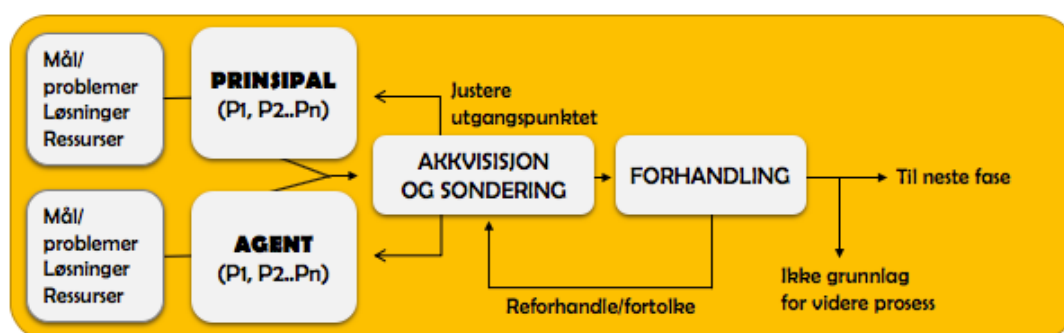 Mål/
problemer
Løsninger
Ressurser
PRINSIPAL
(P1, P2..Pn)
Justere
utgangspunktet
AKKVISISJON
OG SONDERING
FORHANDLING
Til neste fase
Mål/
problemer
Løsninger
Ressurser
AGENT
(P1, P2..Pn)
Reforhandle/fortolke
Ikke grunnlag
for videre prosess